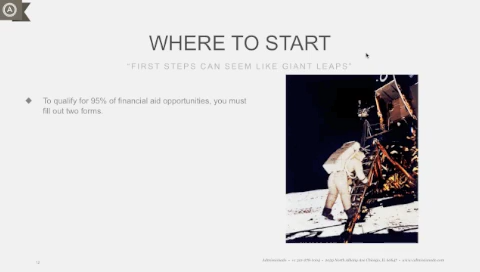 WHERE TO START
"FIRST STEPS CAN SEEM LIKE GIANT LEAPS"
To qualify for 95% of financial aid opportunities, you must
fill out two forms.